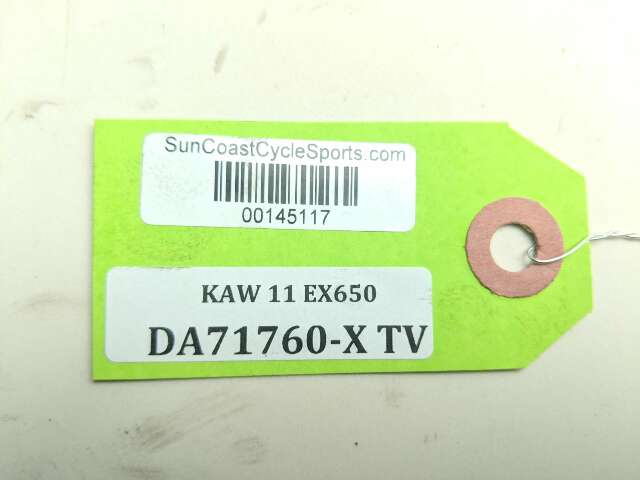 SunCoastCycleSports.com
00145117
KAW 11 EX650
DA71760-X TV